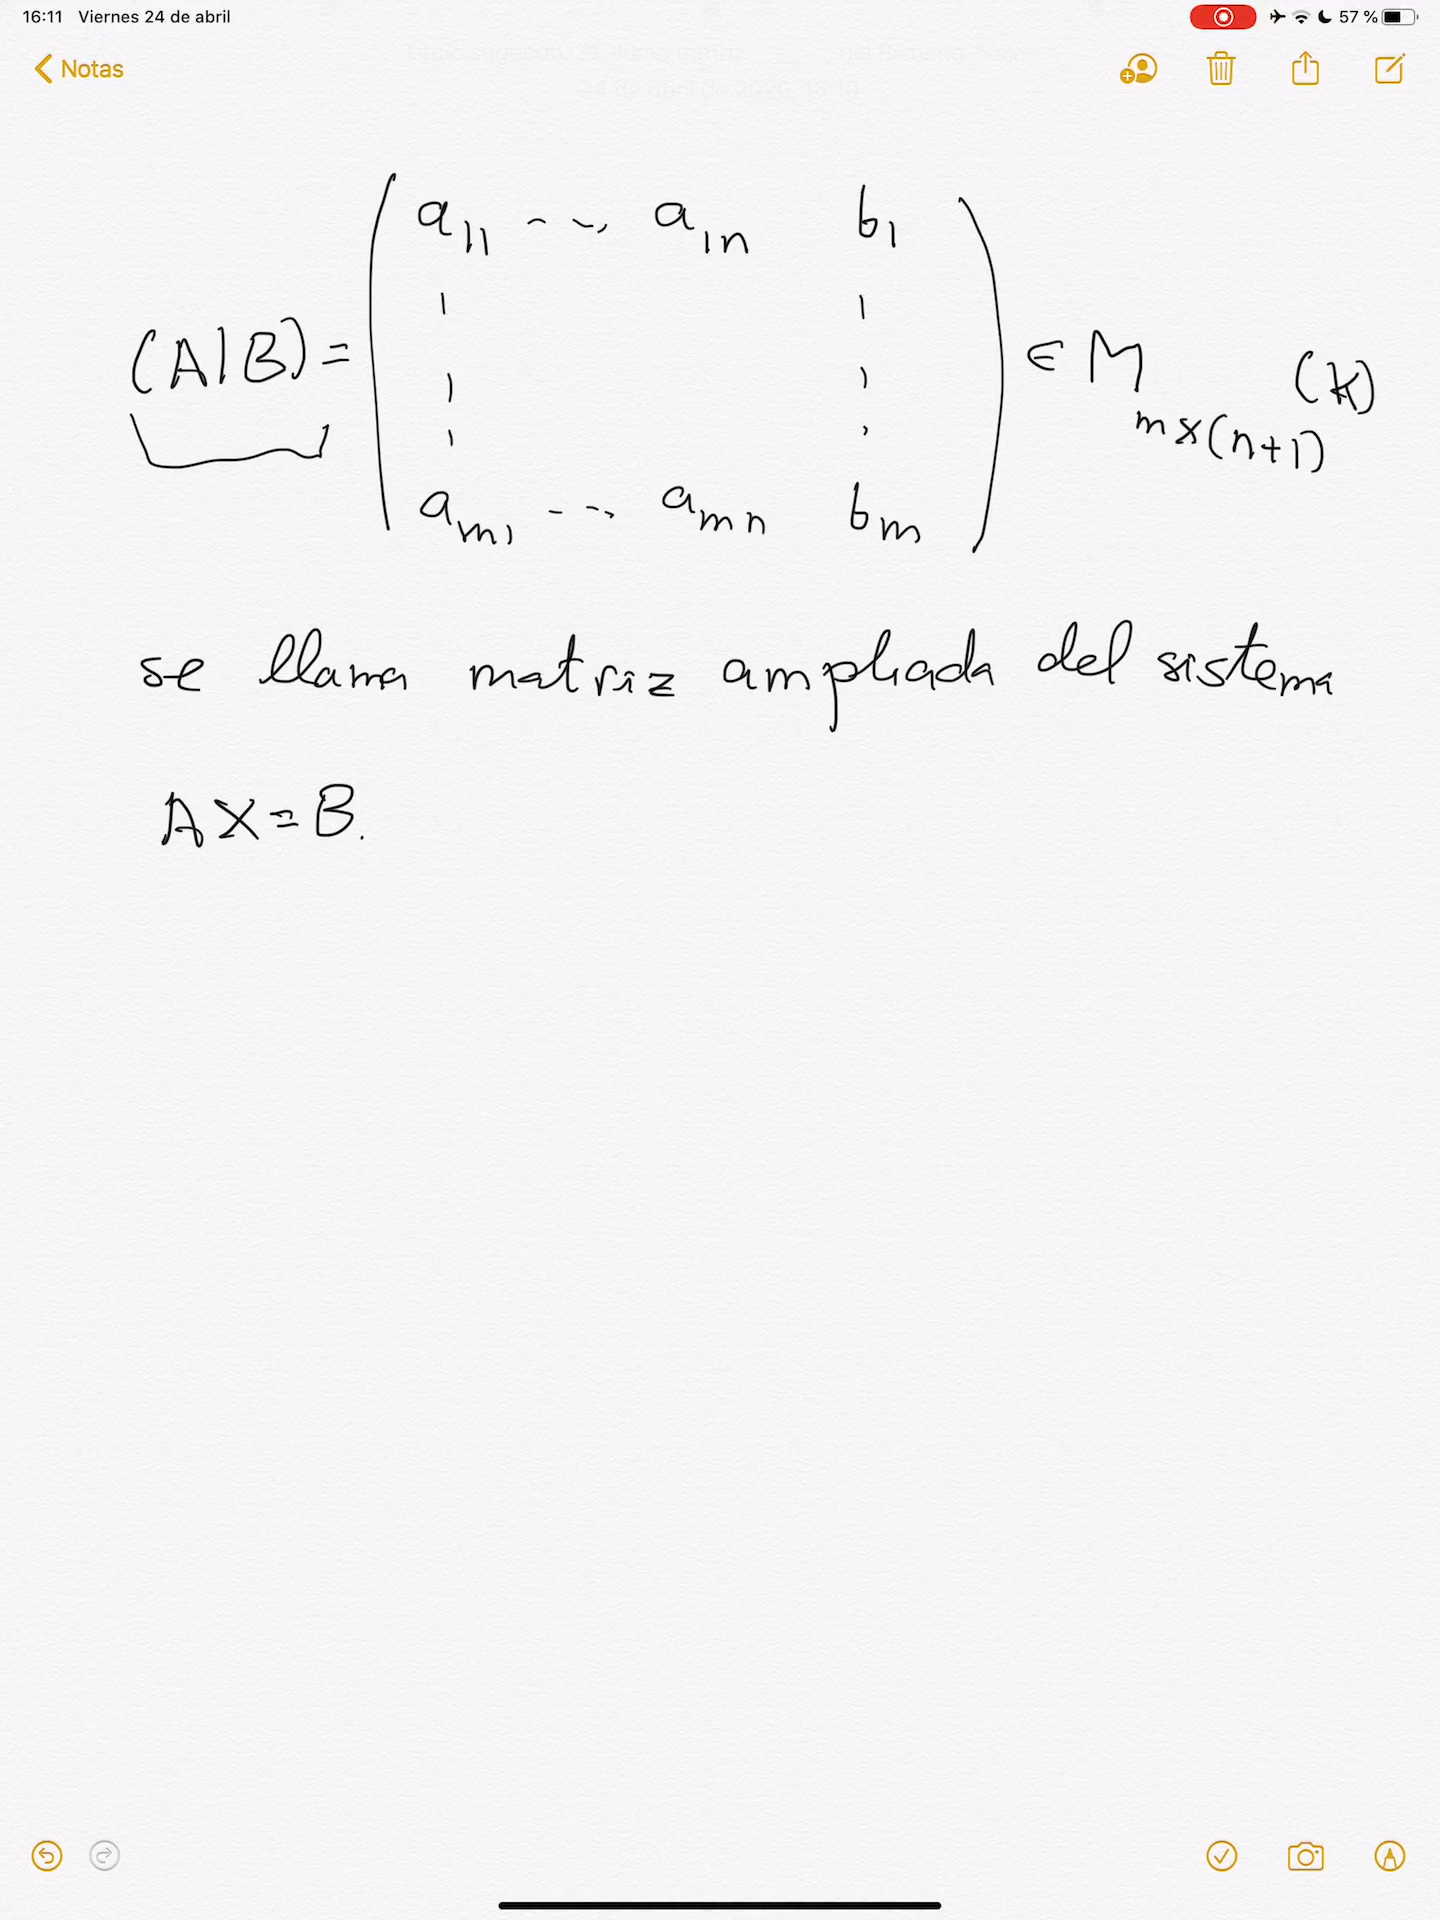 16:11 Viernes 24 de abril 57 %
Notas
(A|B) = ( a₁₁ ... a₁ₙ b₁
aₘ₁ ... aₘₙ bₘ ) ∈ M m×(n+1) (K)
se llama matriz ampliada del sistema
AX=B.